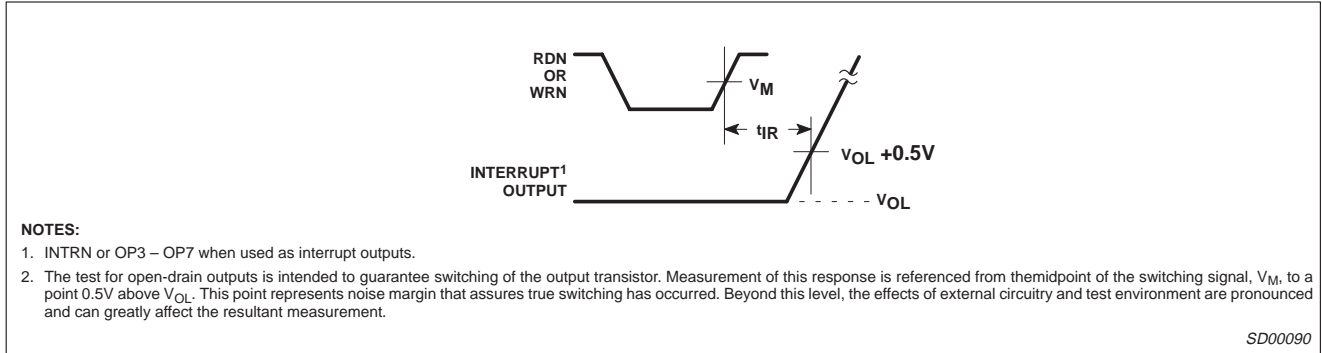 RDN
OR
WRN
VM
tIR
VOL +0.5V
INTERRUPT1
OUTPUT
VOL
NOTES:
1. INTRN or OP3 – OP7 when used as interrupt outputs.
2. The test for open-drain outputs is intended to guarantee switching of the output transistor. Measurement of this response is referenced from themidpoint of the switching signal, VM, to a
point 0.5V above VOL. This point represents noise margin that assures true switching has occurred. Beyond this level, the effects of external circuitry and test environment are pronounced
and can greatly affect the resultant measurement.
SD00090